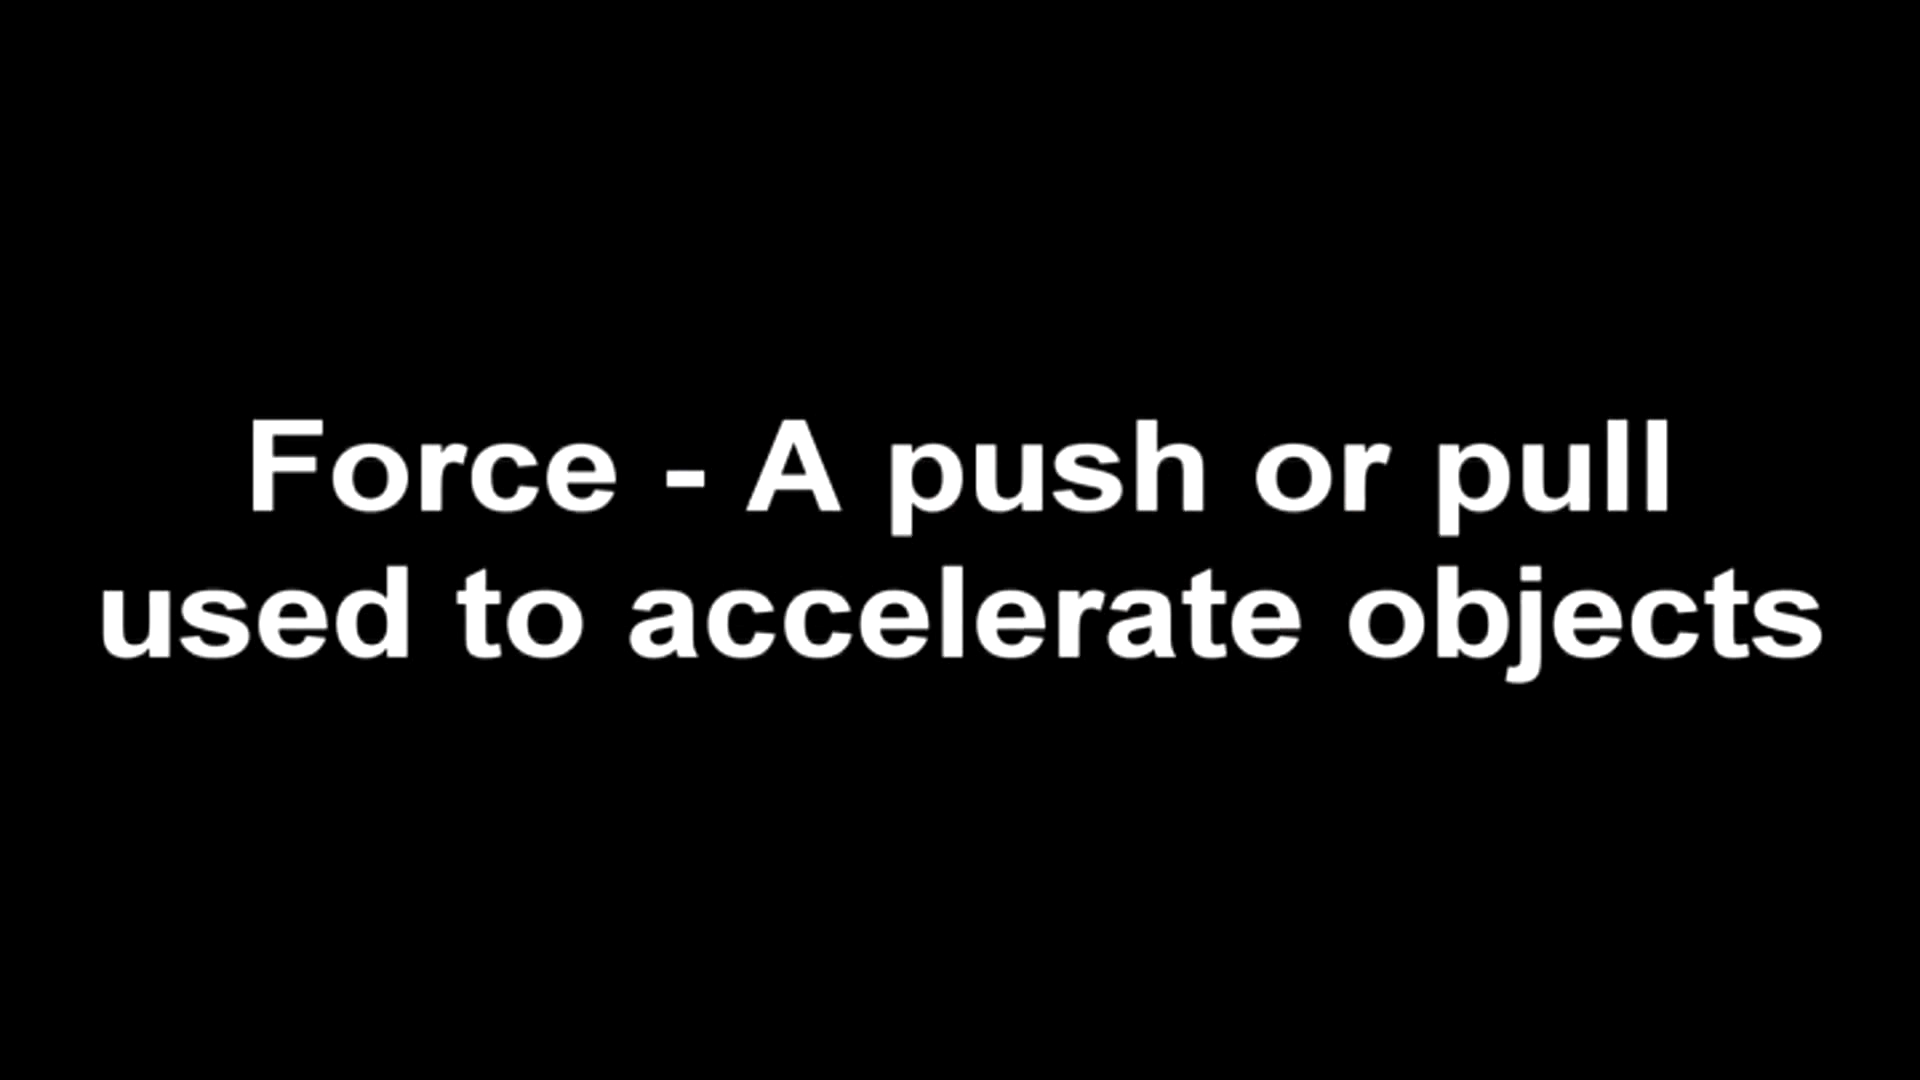 Force - A push or pull
used to accelerate objects